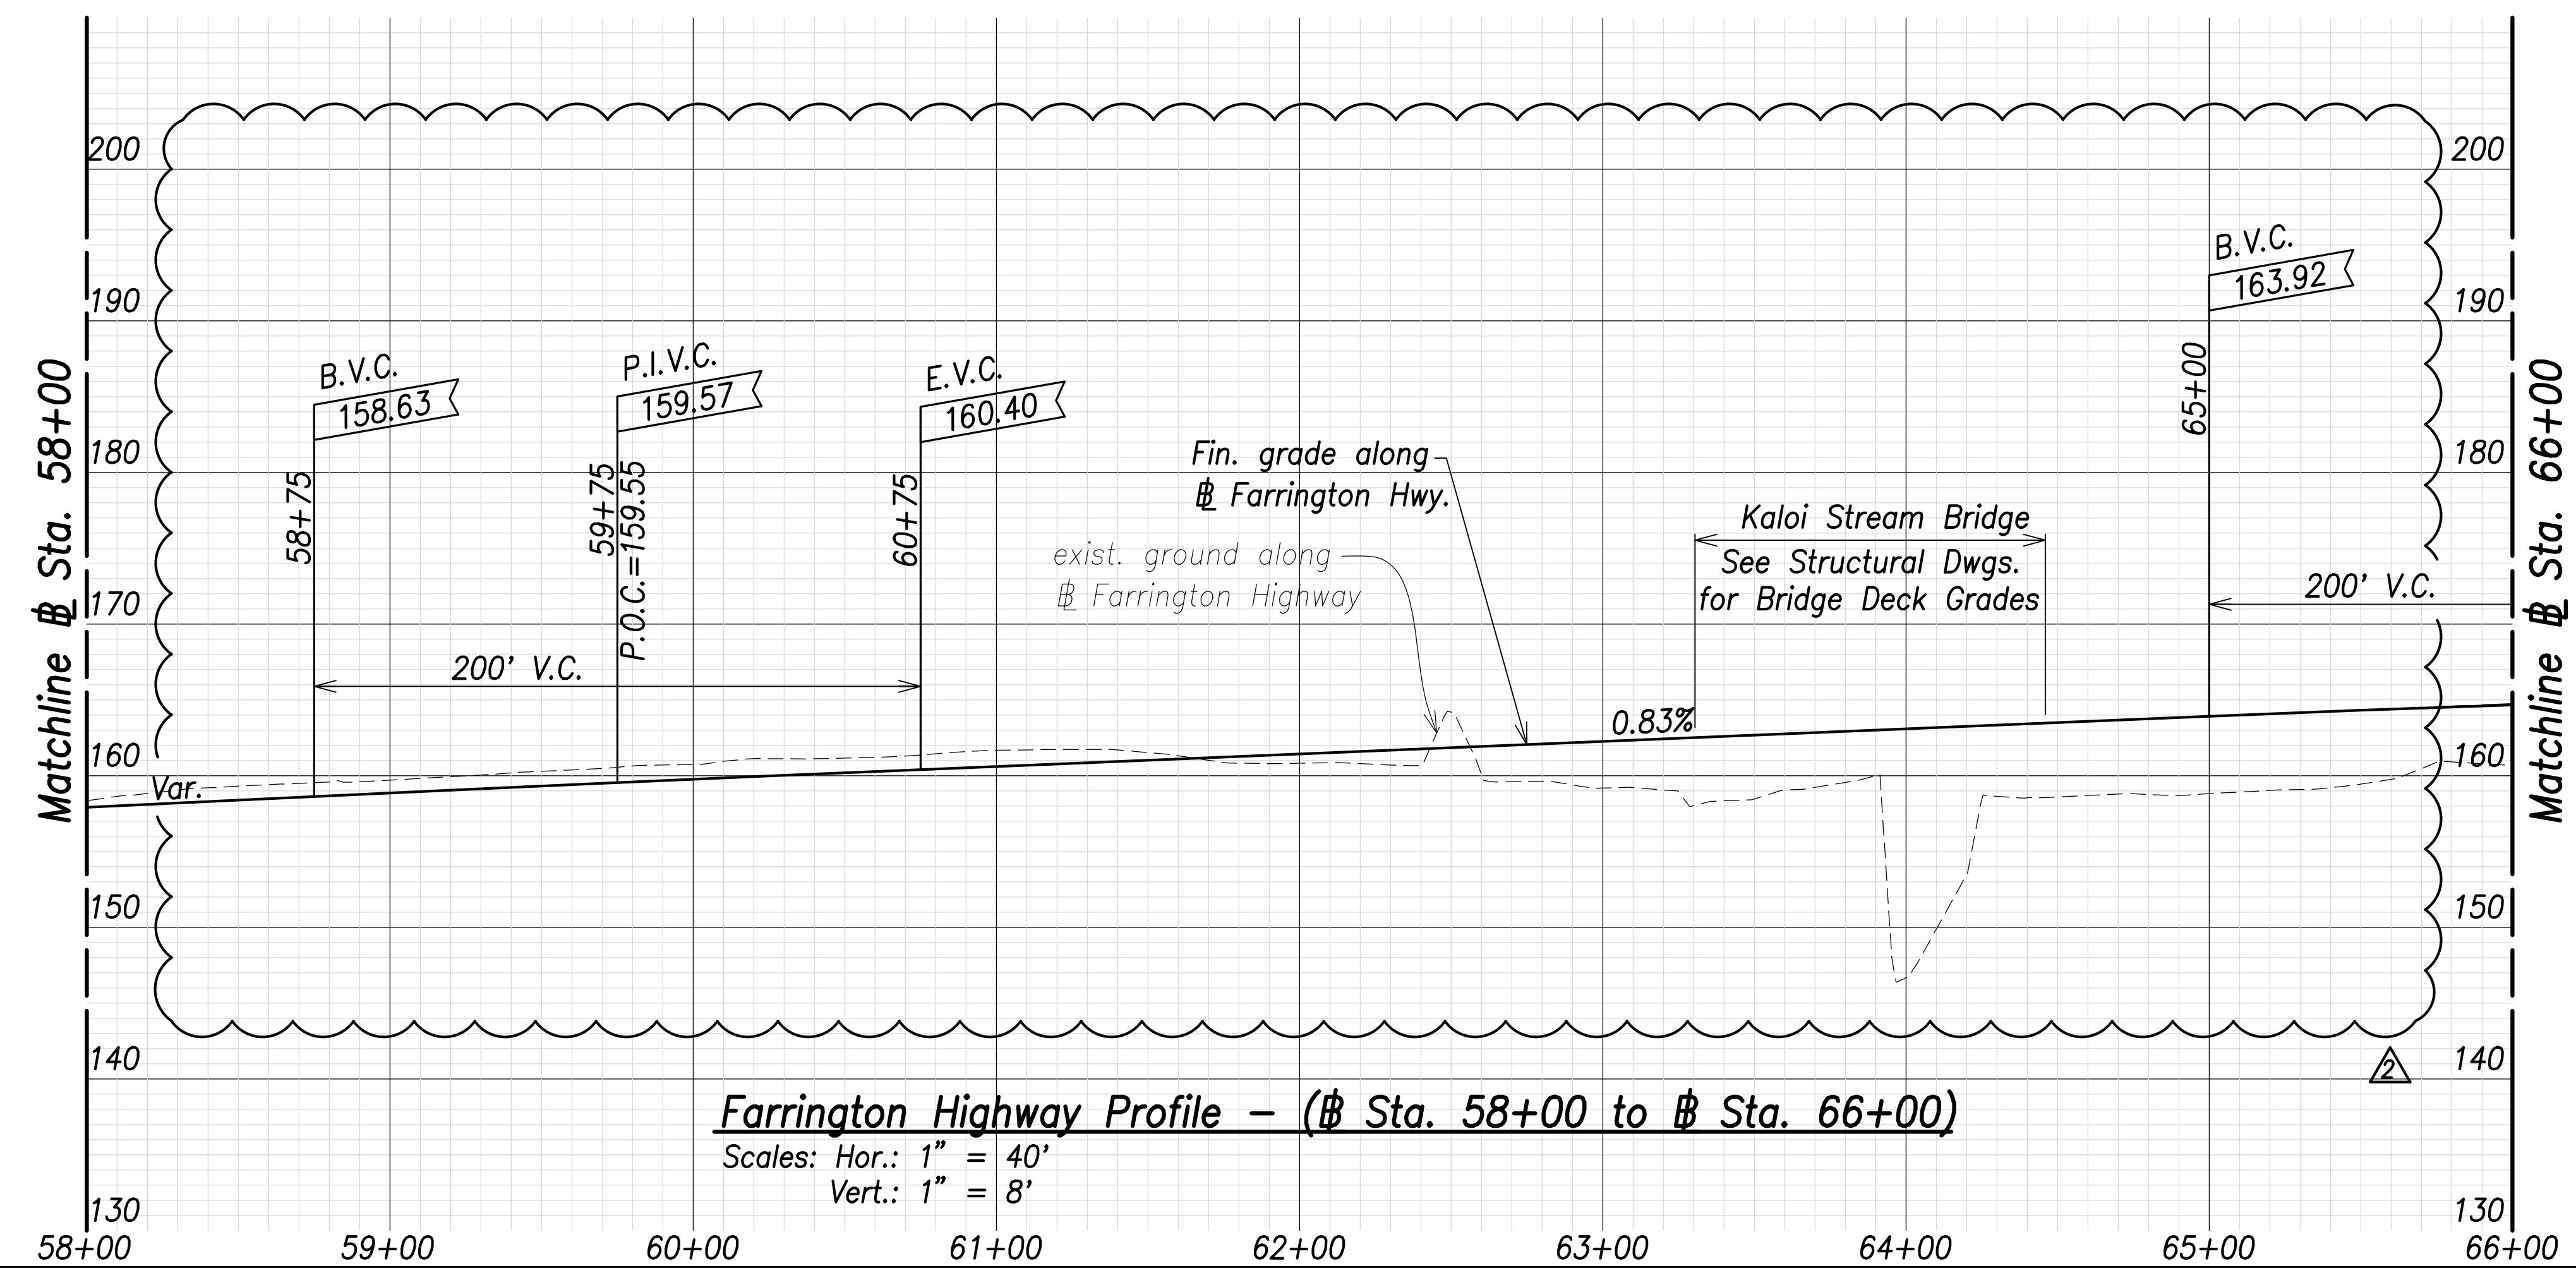 Matchline ⅊ Sta. 58+00
200
190
180
170
160
150
140
130
B.V.C.
158.63
58+75
P.I.V.C.
159.57
59+75
P.O.C.=159.55
E.V.C.
160.40
60+75
200' V.C.
Var.
Fin. grade along
⅊ Farrington Hwy.
exist. ground along
⅊ Farrington Highway
0.83%
Kaloi Stream Bridge
See Structural Dwgs.
for Bridge Deck Grades
B.V.C.
163.92
65+00
200' V.C.
200
190
180
170
160
150
140
130
Matchline ⅊ Sta. 66+00
2
Farrington Highway Profile – (⅊ Sta. 58+00 to ⅊ Sta. 66+00)
Scales: Hor.: 1" = 40'
Vert.: 1" = 8'
58+00 59+00 60+00 61+00 62+00 63+00 64+00 65+00 66+00